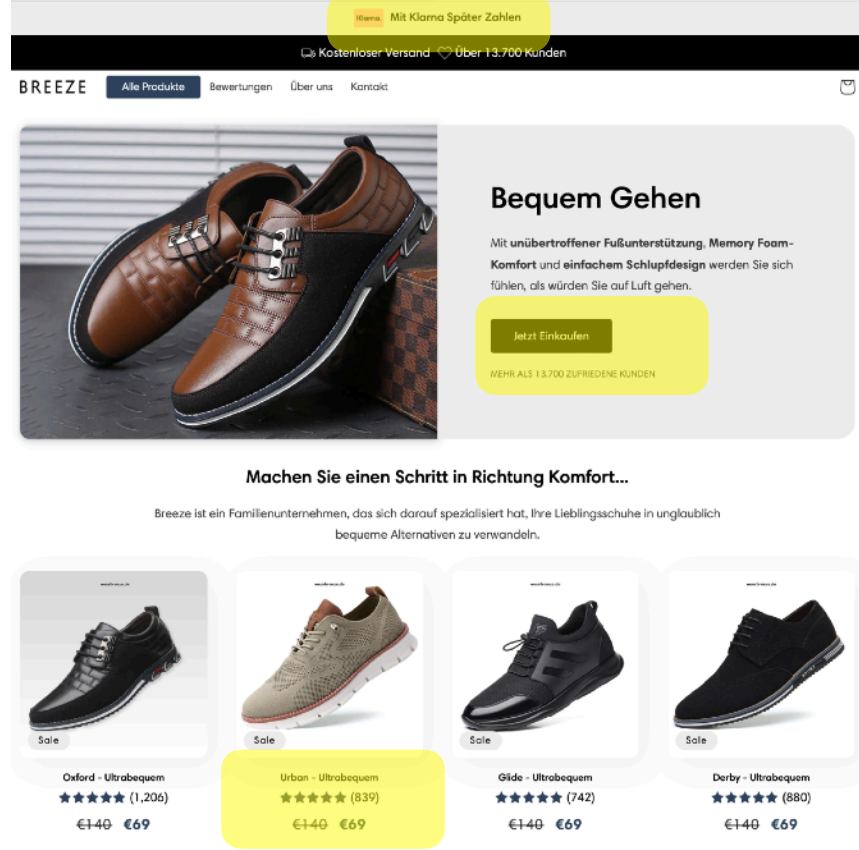 Klarna. Mit Klarna Später Zahlen
Kostenloser Versand Über 13.700 Kunden
BREEZE Alle Produkte Bewertungen Über uns Kontakt
Bequem Gehen
Mit unübertroffener Fußunterstützung, Memory Foam-
Komfort und einfachem Schlupfdesign werden Sie sich
fühlen, als würden Sie auf Luft gehen.
Jetzt Einkaufen
MEHR ALS 13.700 ZUFRIEDENE KUNDEN
Machen Sie einen Schritt in Richtung Komfort...
Breeze ist ein Familienunternehmen, das sich darauf spezialisiert hat, Ihre Lieblingsschuhe in unglaublich
bequeme Alternativen zu verwandeln.
Sale Sale Sale Sale
Oxford - Ultrabequem Urban - Ultrabequem Glide - Ultrabequem Derby - Ultrabequem
★★★★★ (1,206) ★★★★★ (839) ★★★★★ (742) ★★★★★ (880)
€140 €69 €140 €69 €140 €69 €140 €69